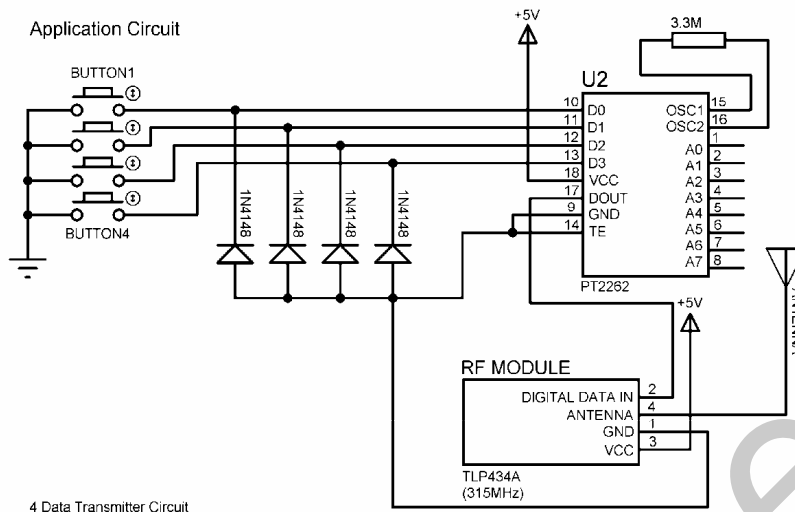 Application Circuit
+5V
3.3M
BUTTON1
U2
10 D0 OSC1 15
11 D1 OSC2 16
12 D2 A0 1
13 D3 A1 2
18 VCC A2 3
17 DOUT A3 4
9 GND A4 5
14 TE A5 6
A6 7
A7 8
BUTTON4
1N4148
1N4148
1N4148
1N4148
PT2262
+5V
ANTENNA
RF MODULE
DIGITAL DATA IN 2
ANTENNA 4
GND 1
VCC 3
TLP434A
(315MHz)
4 Data Transmitter Circuit